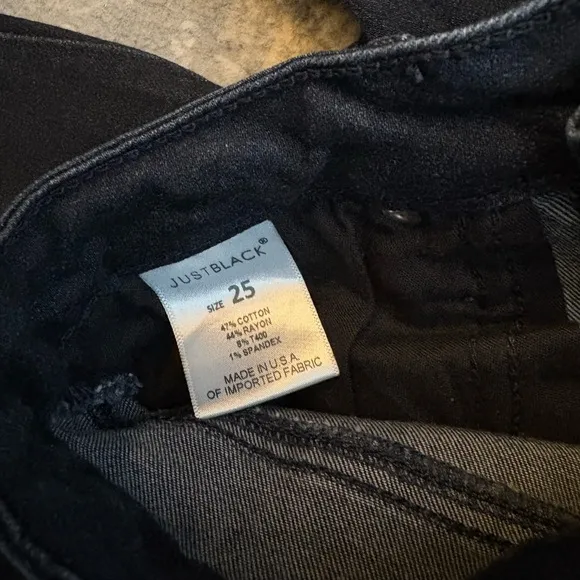 JUSTBLACK®
SIZE 25
47% COTTON
44% RAYON
8% T400
1% SPANDEX
MADE IN U.S.A.
OF IMPORTED FABRIC